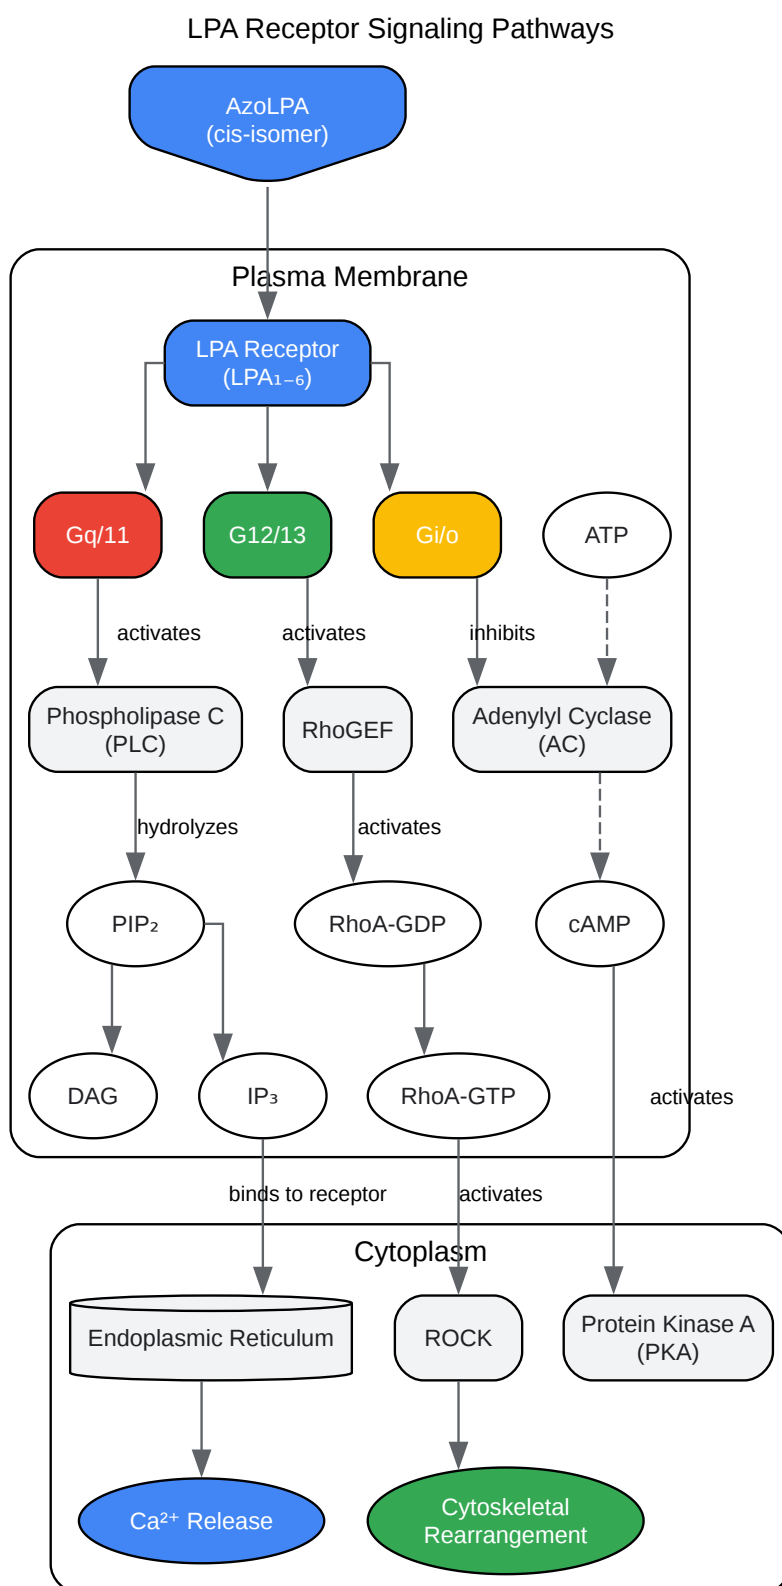 LPA Receptor Signaling Pathways
AzoLPA
(cis-isomer)
Plasma Membrane
LPA Receptor
(LPA₁₋₆)
Gq/11
G12/13
Gi/o
ATP
activates
activates
inhibits
Phospholipase C
(PLC)
RhoGEF
Adenylyl Cyclase
(AC)
hydrolyzes
activates
PIP₂
RhoA-GDP
cAMP
DAG
IP₃
RhoA-GTP
activates
binds to receptor
activates
Cytoplasm
Endoplasmic Reticulum
ROCK
Protein Kinase A
(PKA)
Ca²⁺ Release
Cytoskeletal
Rearrangement